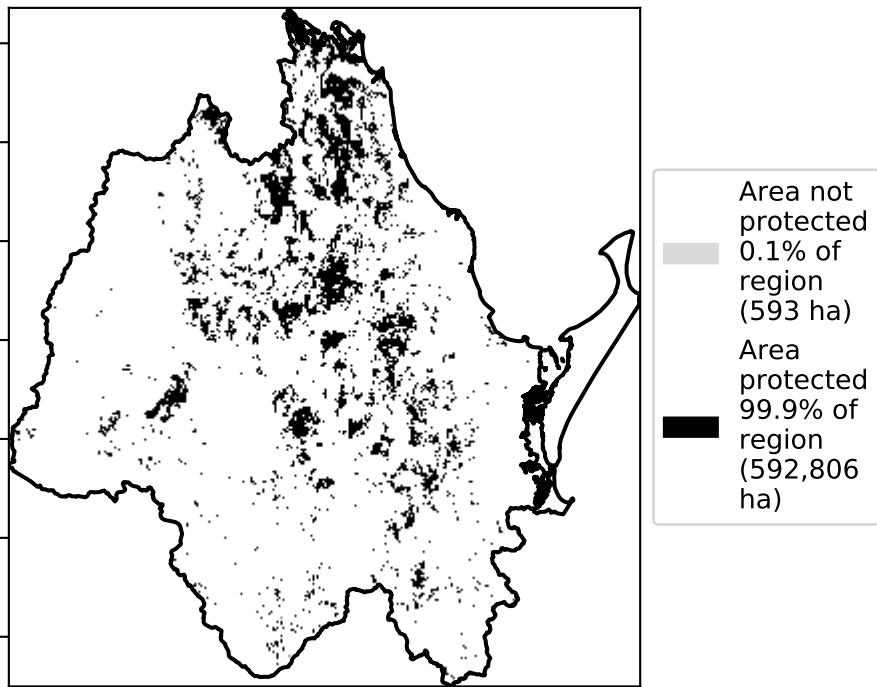 Area not
protected
0.1% of
region
(593 ha)
Area
protected
99.9% of
region
(592,806
ha)